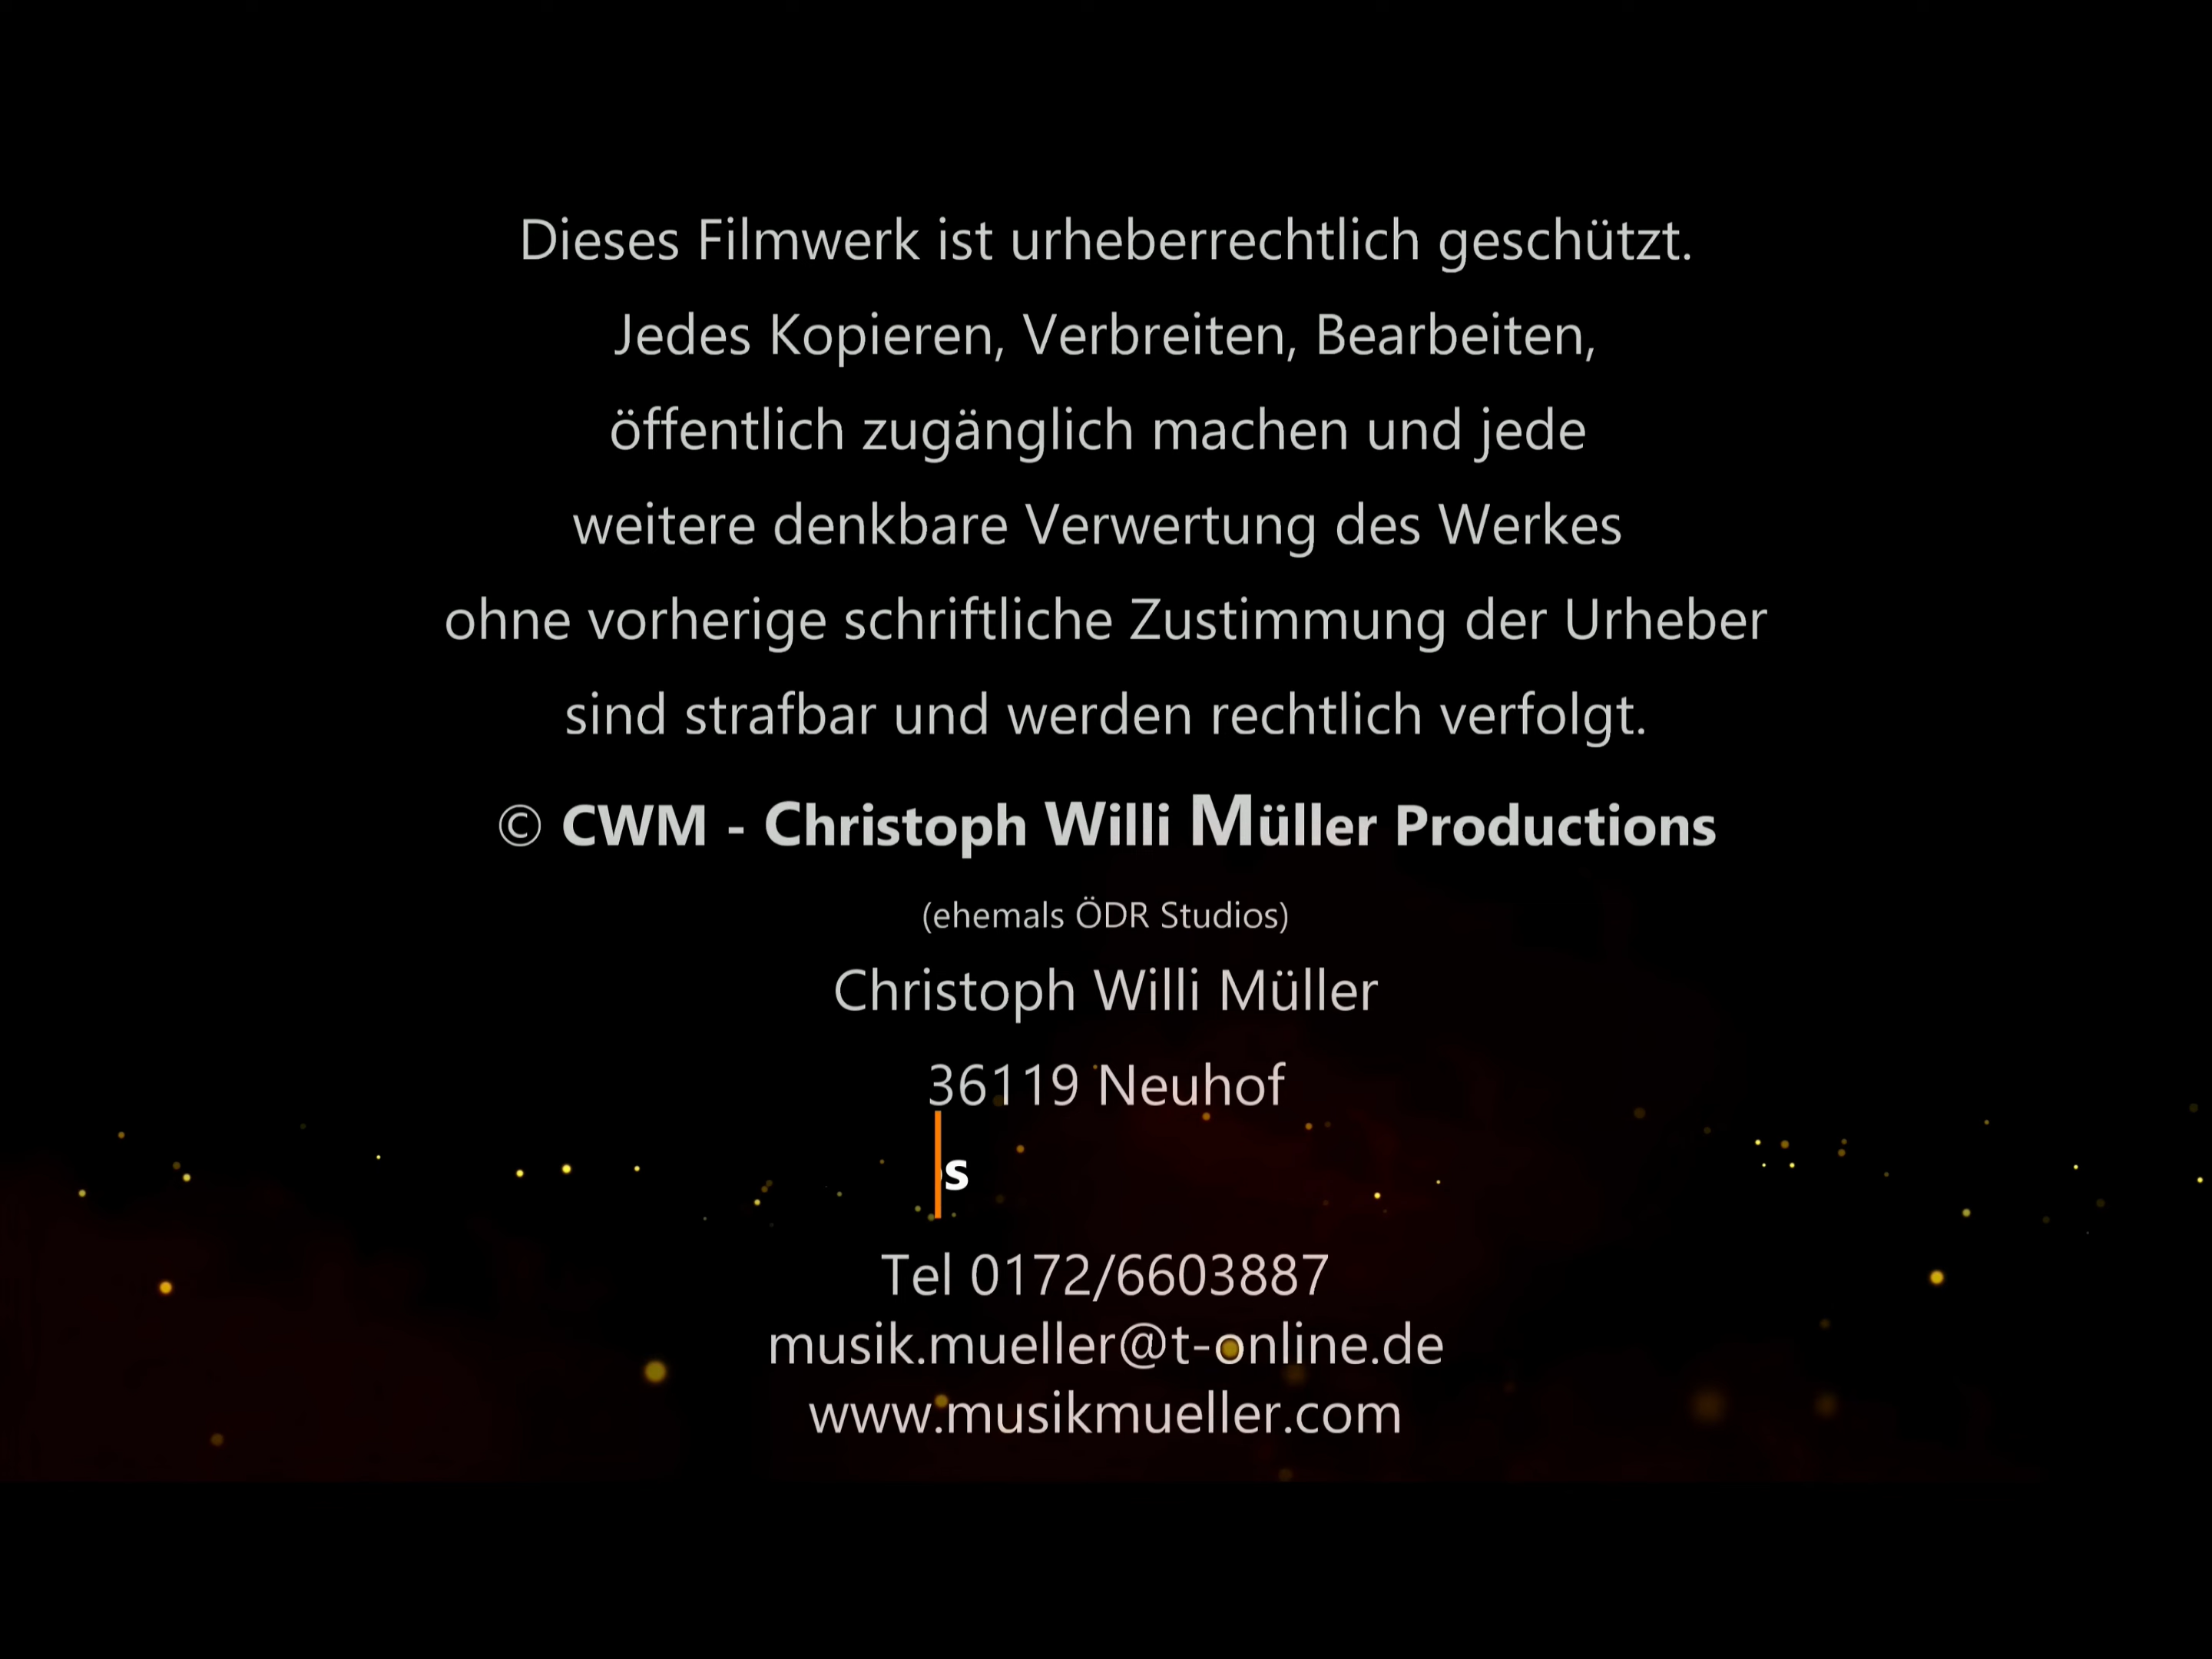 Dieses Filmwerk ist urheberrechtlich geschützt.
Jedes Kopieren, Verbreiten, Bearbeiten,
öffentlich zugänglich machen und jede
weitere denkbare Verwertung des Werkes
ohne vorherige schriftliche Zustimmung der Urheber
sind strafbar und werden rechtlich verfolgt.
© CWM - Christoph Willi Müller Productions
(ehemals ÖDR Studios)
Christoph Willi Müller
36119 Neuhof
Tel 0172/6603887
musik.mueller@t-online.de
www.musikmueller.com